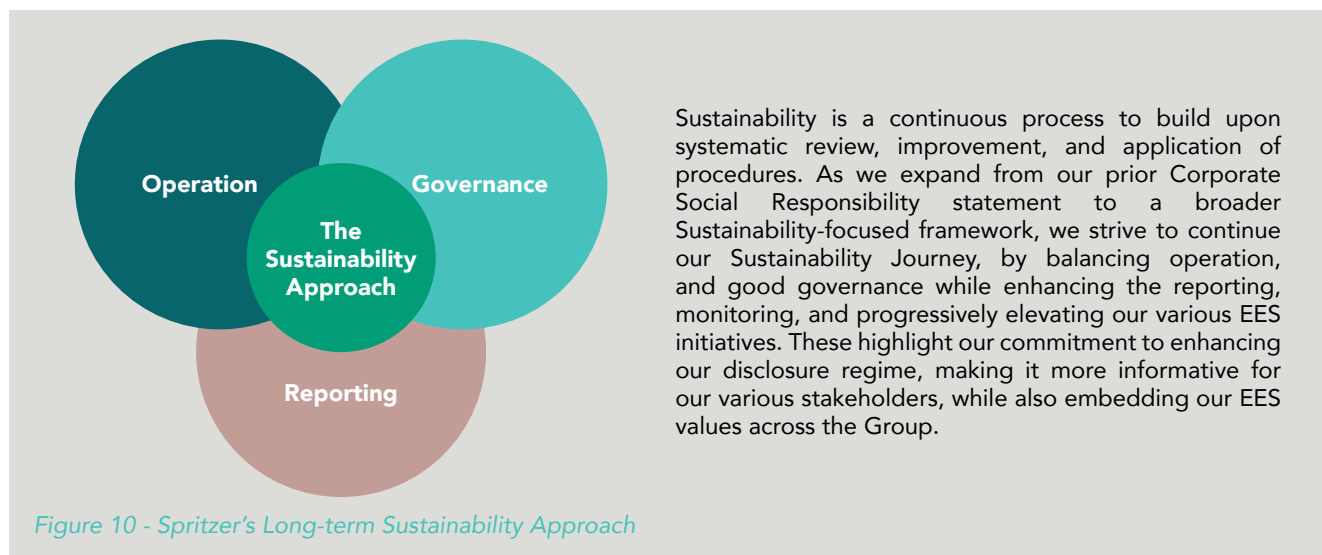 Operation
Governance
The
Sustainability
Approach
Reporting
Sustainability is a continuous process to build upon
systematic review, improvement, and application of
procedures. As we expand from our prior Corporate
Social Responsibility statement to a broader
Sustainability-focused framework, we strive to continue
our Sustainability Journey, by balancing operation,
and good governance while enhancing the reporting,
monitoring, and progressively elevating our various EES
initiatives. These highlight our commitment to enhancing
our disclosure regime, making it more informative for
our various stakeholders, while also embedding our EES
values across the Group.
Figure 10 - Spritzer's Long-term Sustainability Approach